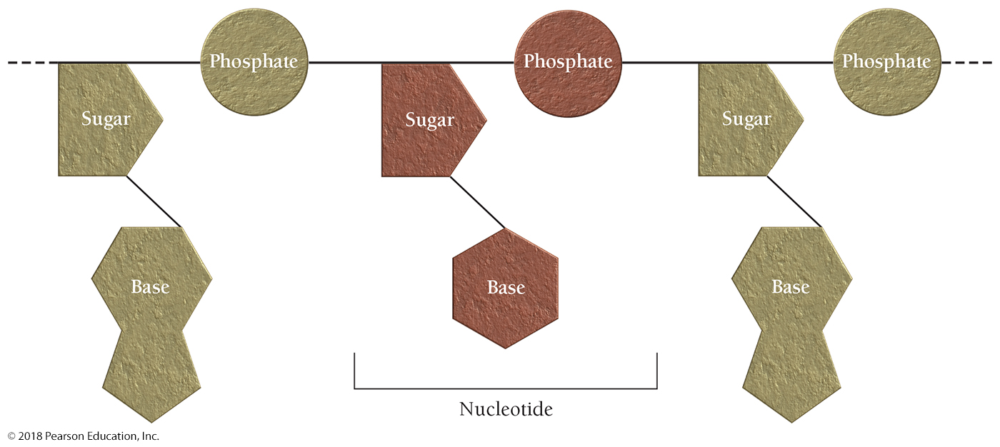 Phosphate
Phosphate
Phosphate
Sugar
Sugar
Sugar
Base
Base
Base
Nucleotide
© 2018 Pearson Education, Inc.